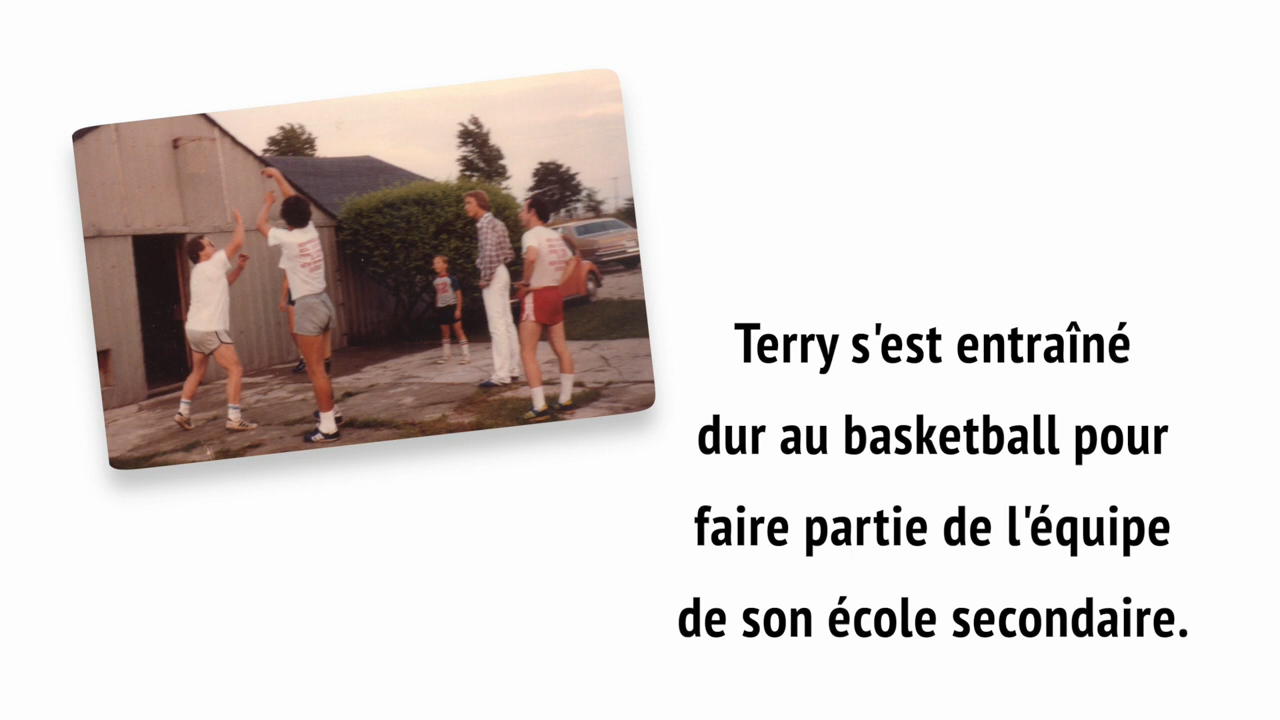 Terry s'est entraîné
dur au basketball pour
faire partie de l'équipe
de son école secondaire.